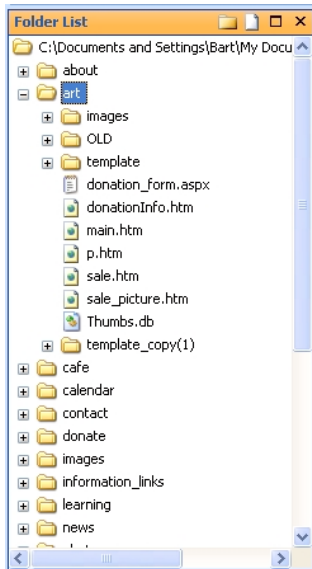 Folder List
C:\Documents and Settings\Bart\My Docu
about
art
images
OLD
template
donation_form.aspx
donationInfo.htm
main.htm
p.htm
sale.htm
sale_picture.htm
Thumbs.db
template_copy(1)
cafe
calendar
contact
donate
images
information_links
learning
news